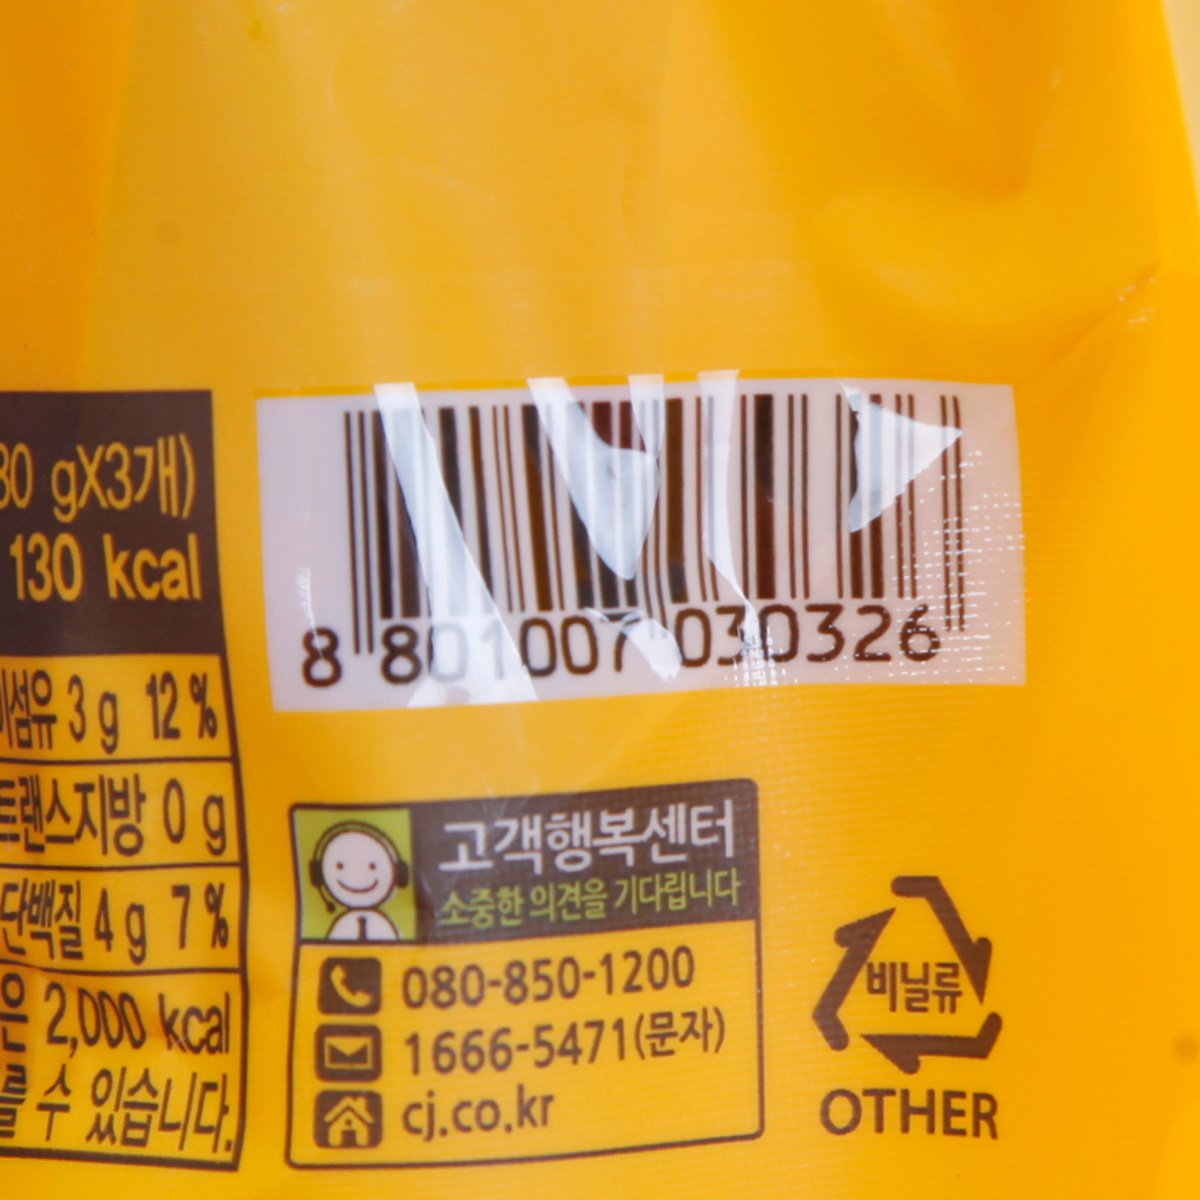 gX3개)
130 kcal
8 801007 030326
3 g 12 %
트랜스지방 0 g
단백질 4 g 7 %
은 2,000 kcal
를 수 있습니다.
고객행복센터
소중한 의견을 기다립니다
080-850-1200
1666-5471(문자)
cj.co.kr
비닐류
OTHER